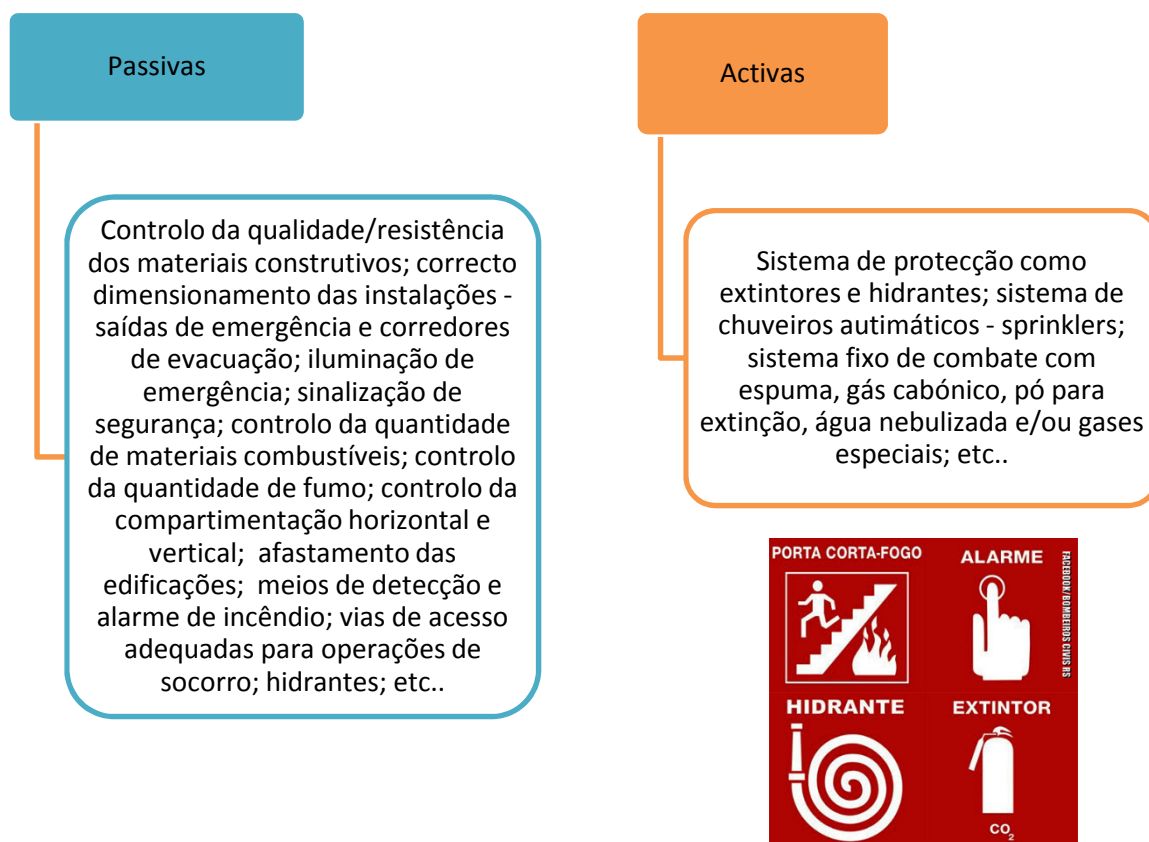 Passivas
Controlo da qualidade/resistência
dos materiais construtivos; correcto
dimensionamento das instalações -
saídas de emergência e corredores
de evacuação; iluminação de
emergência; sinalização de
segurança; controlo da quantidade
de materiais combustíveis; controlo
da quantidade de fumo; controlo da
compartimentação horizontal e
vertical;  afastamento das
edificações;  meios de detecção e
alarme de incêndio; vias de acesso
adequadas para operações de
socorro; hidrantes; etc..
Activas
Sistema de protecção como
extintores e hidrantes; sistema de
chuveiros autimáticos - sprinklers;
sistema fixo de combate com
espuma, gás cabónico, pó para
extinção, água nebulizada e/ou gases
especiais; etc..
PORTA CORTA-FOGO
ALARME
FACEBOOK/BOMBEIROS CIVIS RS
HIDRANTE
EXTINTOR
CO2